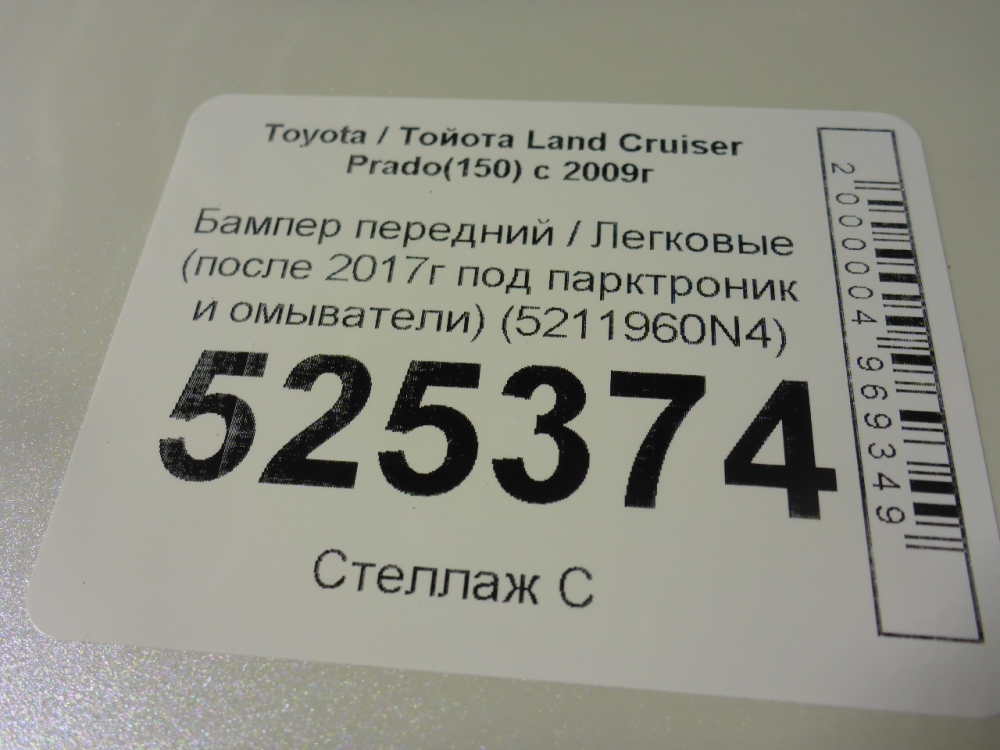 Toyota / Тойота Land Cruiser
Prado(150) с 2009г
Бампер передний / Легковые
(после 2017г под парктроник
и омыватели) (5211960N4)
525374
Стеллаж С
2000004969349